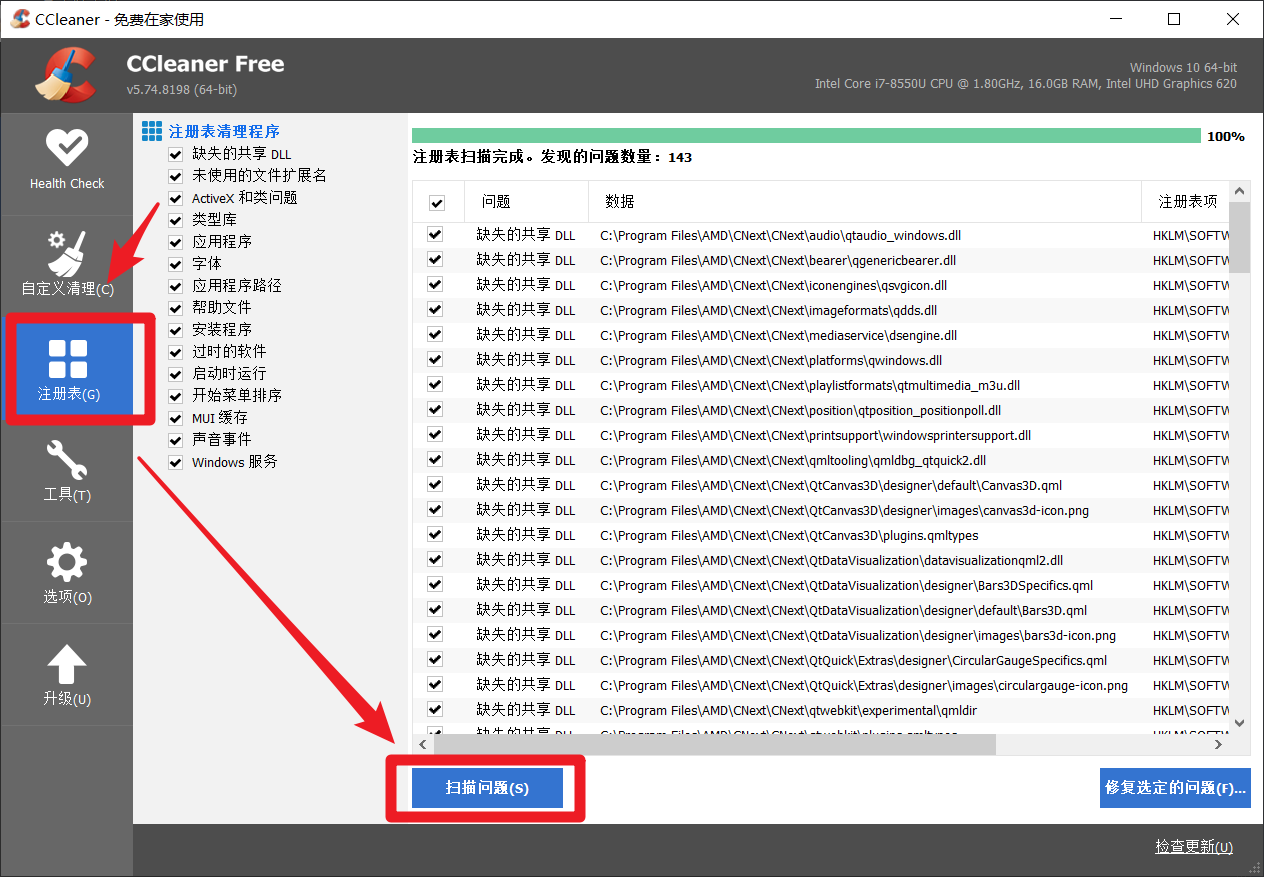 CCleaner - 免费在家使用
CCleaner Free
v5.74.8198 (64-bit)
Windows 10 64-bit
Intel Core i7-8550U CPU @ 1.80GHz, 16.0GB RAM, Intel UHD Graphics 620
Health Check
自定义清理(C)
注册表(G)
工具(T)
选项(O)
升级(U)
注册表清理程序
缺失的共享 DLL
未使用的文件扩展名
ActiveX 和类问题
类型库
应用程序
字体
应用程序路径
帮助文件
安装程序
过时的软件
启动时运行
开始菜单排序
MUI 缓存
声音事件
Windows 服务
100%
注册表扫描完成。发现的问题数量：143
问题 数据 注册表项
缺失的共享 DLL C:\Program Files\AMD\CNext\CNext\audio\qtaudio_windows.dll HKLM\SOFTW
缺失的共享 DLL C:\Program Files\AMD\CNext\CNext\bearer\qgenericbearer.dll HKLM\SOFTW
缺失的共享 DLL C:\Program Files\AMD\CNext\CNext\iconengines\qsvgicon.dll HKLM\SOFTW
缺失的共享 DLL C:\Program Files\AMD\CNext\CNext\imageformats\qdds.dll HKLM\SOFTW
缺失的共享 DLL C:\Program Files\AMD\CNext\CNext\mediaservice\dsengine.dll HKLM\SOFTW
缺失的共享 DLL C:\Program Files\AMD\CNext\CNext\platforms\qwindows.dll HKLM\SOFTW
缺失的共享 DLL C:\Program Files\AMD\CNext\CNext\playlistformats\qtmultimedia_m3u.dll HKLM\SOFTW
缺失的共享 DLL C:\Program Files\AMD\CNext\CNext\position\qtposition_positionpoll.dll HKLM\SOFTW
缺失的共享 DLL C:\Program Files\AMD\CNext\CNext\printsupport\windowsprintersupport.dll HKLM\SOFTW
缺失的共享 DLL C:\Program Files\AMD\CNext\CNext\qmltooling\qmldbg_qtquick2.dll HKLM\SOFTW
缺失的共享 DLL C:\Program Files\AMD\CNext\CNext\QtCanvas3D\designer\default\Canvas3D.qml HKLM\SOFTW
缺失的共享 DLL C:\Program Files\AMD\CNext\CNext\QtCanvas3D\designer\images\canvas3d-icon.png HKLM\SOFTW
缺失的共享 DLL C:\Program Files\AMD\CNext\CNext\QtCanvas3D\plugins.qmltypes HKLM\SOFTW
缺失的共享 DLL C:\Program Files\AMD\CNext\CNext\QtDataVisualization\datavisualizationqml2.dll HKLM\SOFTW
缺失的共享 DLL C:\Program Files\AMD\CNext\CNext\QtDataVisualization\designer\Bars3DSpecifics.qml HKLM\SOFTW
缺失的共享 DLL C:\Program Files\AMD\CNext\CNext\QtDataVisualization\designer\default\Bars3D.qml HKLM\SOFTW
缺失的共享 DLL C:\Program Files\AMD\CNext\CNext\QtDataVisualization\designer\images\bars3d-icon.png HKLM\SOFTW
缺失的共享 DLL C:\Program Files\AMD\CNext\CNext\QtQuick\Extras\designer\CircularGaugeSpecifics.qml HKLM\SOFTW
缺失的共享 DLL C:\Program Files\AMD\CNext\CNext\QtQuick\Extras\designer\images\circulargauge-icon.png HKLM\SOFTW
缺失的共享 DLL C:\Program Files\AMD\CNext\CNext\qtwebkit\experimental\qmldir HKLM\SOFTW
扫描问题(S)
修复选定的问题(F)...
检查更新(U)